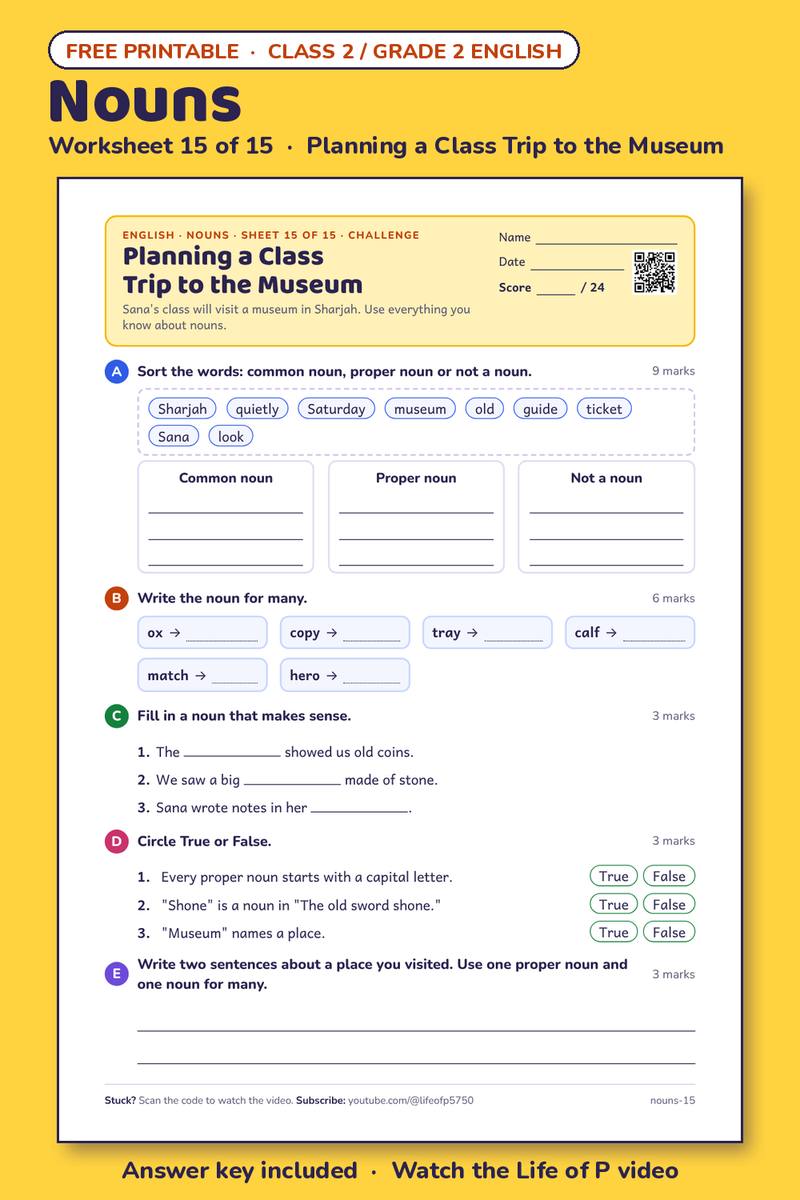 FREE PRINTABLE · CLASS 2 / GRADE 2 ENGLISH
Nouns
Worksheet 15 of 15 · Planning a Class Trip to the Museum
ENGLISH · NOUNS · SHEET 15 OF 15 · CHALLENGE
Planning a Class
Trip to the Museum
Sana's class will visit a museum in Sharjah. Use everything you
know about nouns.
Name
Date
Score / 24
A Sort the words: common noun, proper noun or not a noun. 9 marks
Sharjah quietly Saturday museum old guide ticket
Sana look
Common noun Proper noun Not a noun
B Write the noun for many. 6 marks
ox → copy → tray → calf →
match → hero →
C Fill in a noun that makes sense. 3 marks
1. The ____________ showed us old coins.
2. We saw a big ____________ made of stone.
3. Sana wrote notes in her ____________.
D Circle True or False. 3 marks
1. Every proper noun starts with a capital letter. True False
2. "Shone" is a noun in "The old sword shone." True False
3. "Museum" names a place. True False
E Write two sentences about a place you visited. Use one proper noun and
one noun for many. 3 marks
Stuck? Scan the code to watch the video. Subscribe: youtube.com/@lifeofp5750 nouns-15
Answer key included · Watch the Life of P video